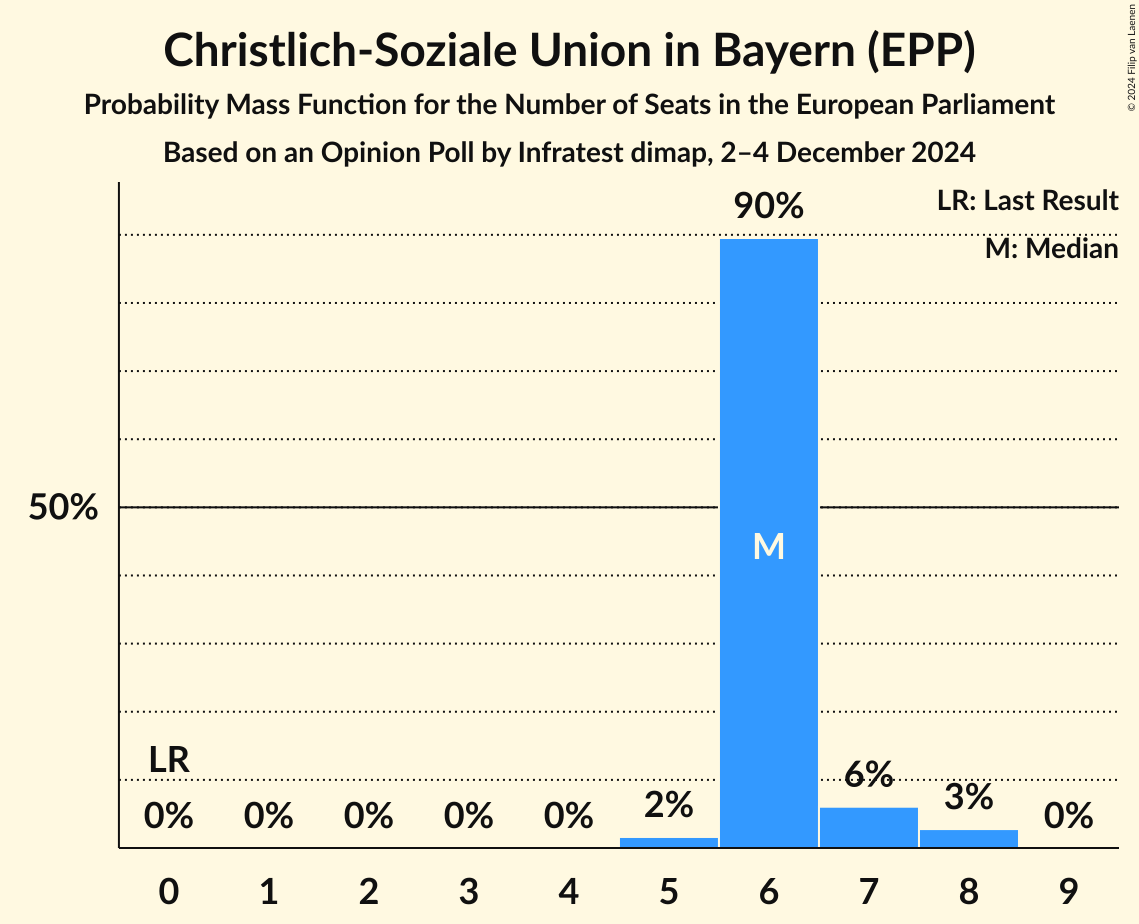 Christlich-Soziale Union in Bayern (EPP)
Probability Mass Function for the Number of Seats in the European Parliament
Based on an Opinion Poll by Infratest dimap, 2–4 December 2024
© 2024 Filip van Laenen
LR: Last Result
M: Median
90%
50%
M
LR
0% 0% 0% 0% 0% 2% 6% 3% 0%
0 1 2 3 4 5 6 7 8 9